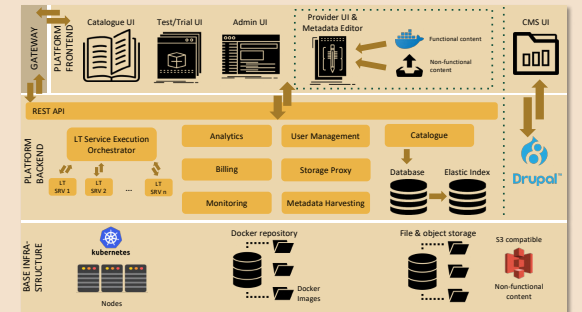 GATEWAY
PLATFORM
FRONTEND
Catalogue UI
Test/Trial UI
Admin UI
Provider UI &
Metadata Editor
Functional content
Non-functional
content
CMS UI
REST API
PLATFORM
BACKEND
LT Service Execution
Orchestrator
LT
SRV 1
LT
SRV 2
...
LT
SRV n
Analytics
User Management
Catalogue
Billing
Storage Proxy
Monitoring
Metadata Harvesting
Database
Elastic Index
Drupal™
BASE INFRA-
STRUCTURE
kubernetes
Nodes
Docker repository
Docker
Images
File & object storage
S3 compatible
Non-functional
content